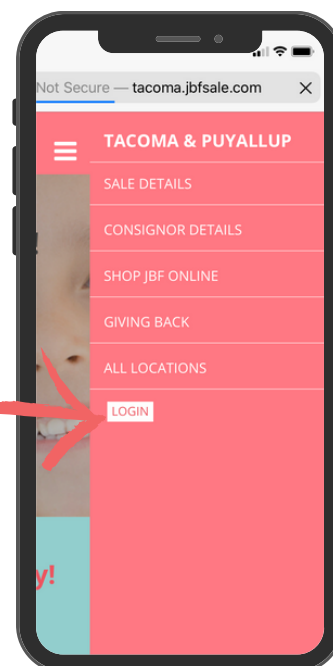 Not Secure — tacoma.jbfsale.com
TACOMA & PUYALLUP
SALE DETAILS
CONSIGNOR DETAILS
SHOP JBF ONLINE
GIVING BACK
ALL LOCATIONS
LOGIN
y!